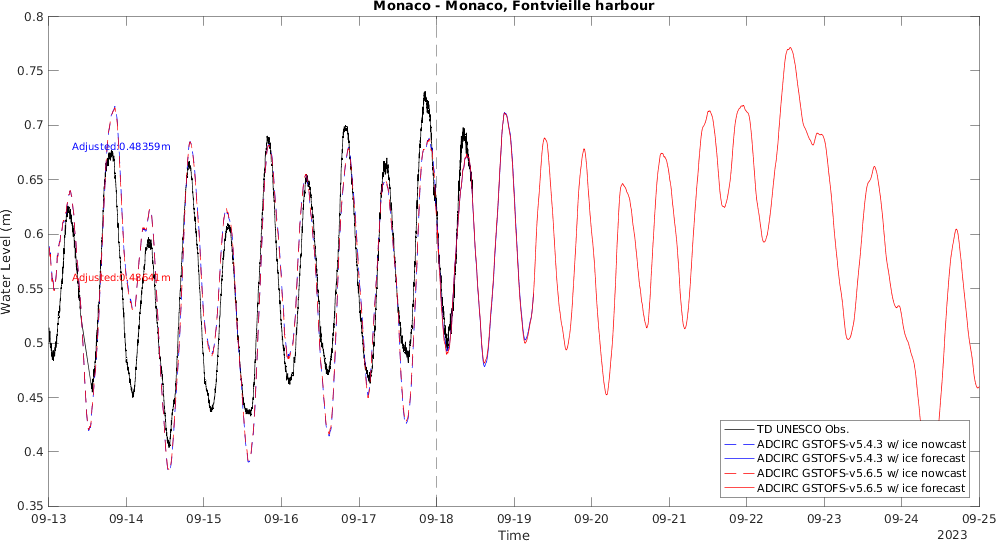 Monaco - Monaco, Fontvieille harbour
0.8
0.75
0.7
0.65
0.6
0.55
0.5
0.45
0.4
0.35
Water Level (m)
Adjusted:0.48359m
Adjusted:0.48641m
TD UNESCO Obs.
ADCIRC GSTOFS-v5.4.3 w/ ice nowcast
ADCIRC GSTOFS-v5.4.3 w/ ice forecast
ADCIRC GSTOFS-v5.6.5 w/ ice nowcast
ADCIRC GSTOFS-v5.6.5 w/ ice forecast
09-13 09-14 09-15 09-16 09-17 09-18 09-19 09-20 09-21 09-22 09-23 09-24 09-25
Time
2023